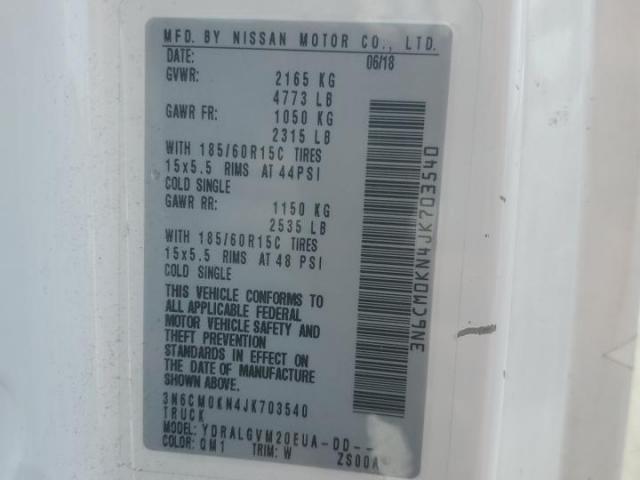 MFD. BY NISSAN MOTOR CO., LTD.
DATE: 06/18
GVWR: 2165 KG
4773 LB
GAWR FR: 1050 KG
2315 LB
WITH 185/60R15C TIRES
15x5.5 RIMS AT 44PSI
COLD SINGLE
GAWR RR: 1150 KG
2535 LB
WITH 185/60R15C TIRES
15x5.5 RIMS AT 48 PSI
COLD SINGLE
THIS VEHICLE CONFORMS TO
ALL APPLICABLE FEDERAL
MOTOR VEHICLE SAFETY AND
THEFT PREVENTION
STANDARDS IN EFFECT ON
THE DATE OF MANUFACTURE
SHOWN ABOVE.
3N6CM0KN4JK703540
TRUCK
MODEL: YDRALGVM20EUA-DD--
COLOR: QM1 TRIM: W ZS00A
3N6CM0KN4JK703540